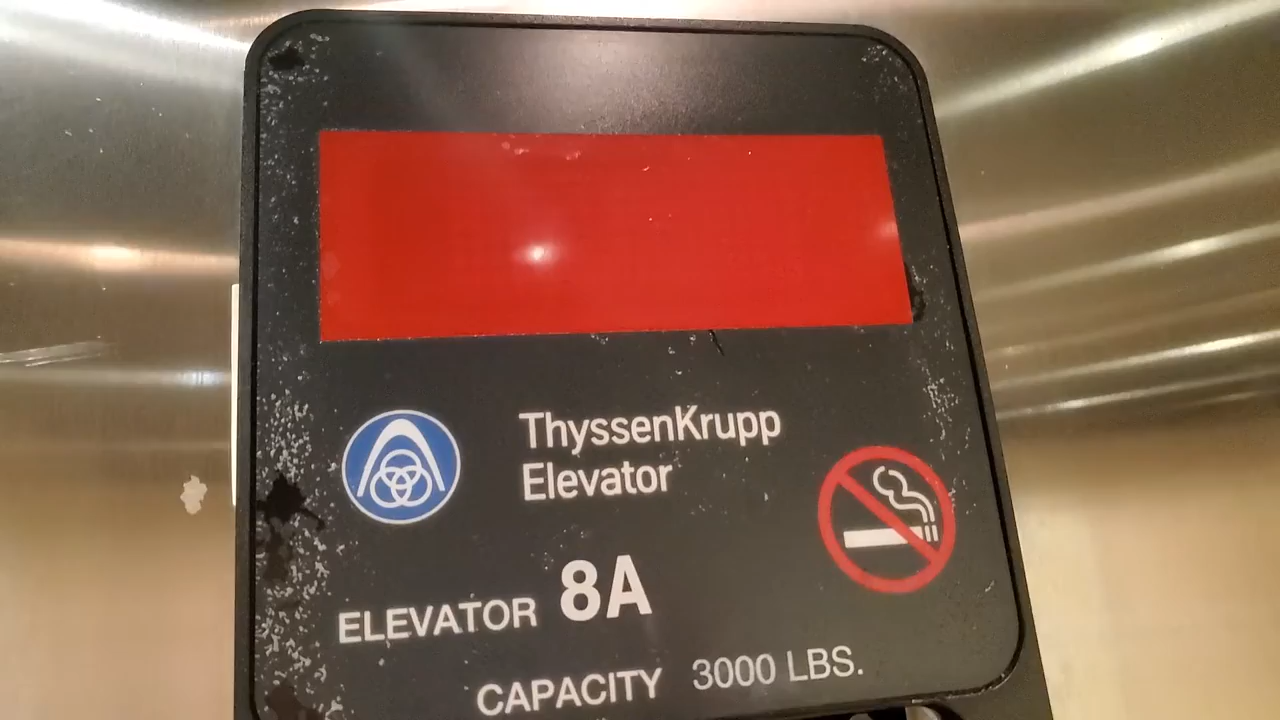 ThyssenKrupp
Elevator
ELEVATOR 8A
CAPACITY 3000 LBS.